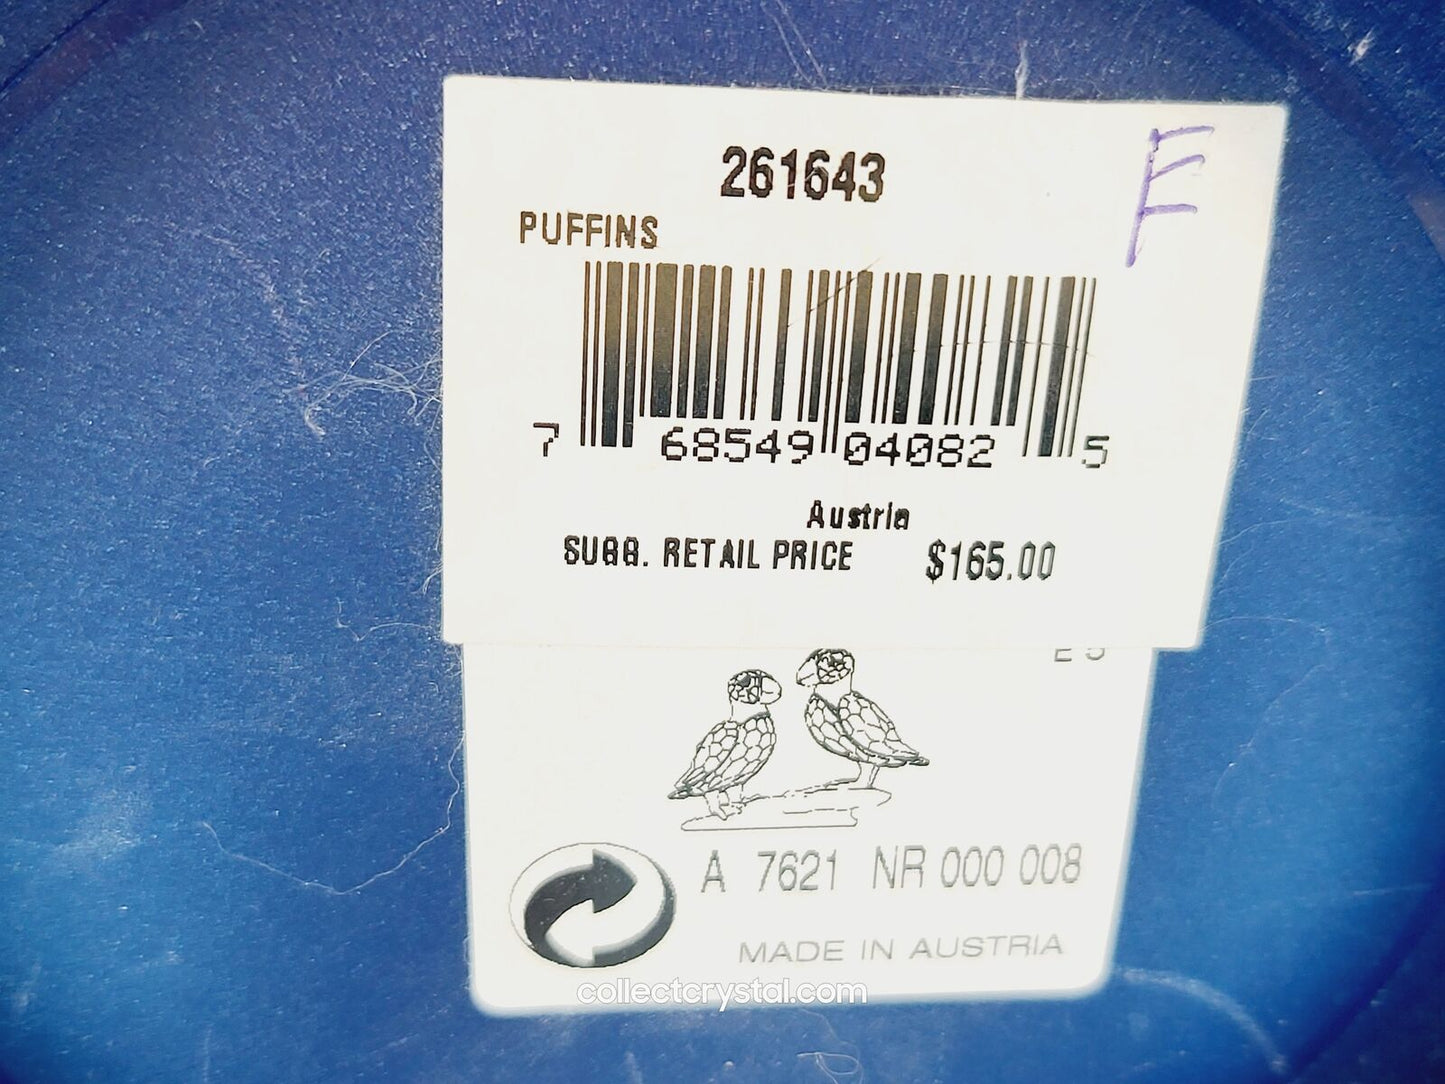 261643
E
PUFFINS
7 68549 04082 5
Austria
SUGG. RETAIL PRICE $165.00
A 7621 NR 000 008
MADE IN AUSTRIA
collectcrystal.com